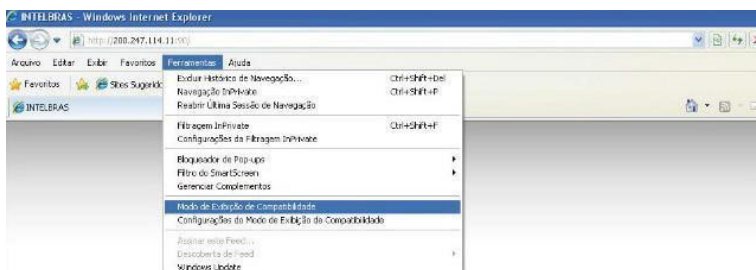 INTELBRAS - Windows Internet Explorer
http://200.247.114.11:90/
Arquivo Editar Exibir Favoritos Ferramentas Ajuda
Favoritos Sites Sugerido
INTELBRAS
Excluir Histórico de Navegação... Ctrl+Shift+Del
Navegação InPrivate Ctrl+Shift+P
Reabrir Última Sessão de Navegação
Filtragem InPrivate Ctrl+Shift+F
Configurações da Filtragem InPrivate
Bloqueador de Pop-ups
Filtro do SmartScreen
Gerenciar Complementos
Modo de Exibição de Compatibilidade
Configurações do Modo de Exibição de Compatibilidade
Assinar este Feed...
Descoberta de Feed
Windows Update